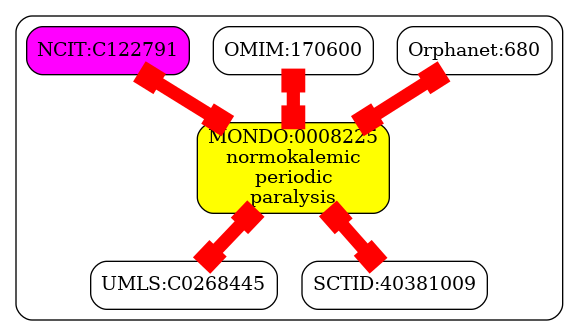 NCIT:C122791
OMIM:170600
Orphanet:680
MONDO:0008225
normokalemic
periodic
paralysis
UMLS:C0268445
SCTID:40381009